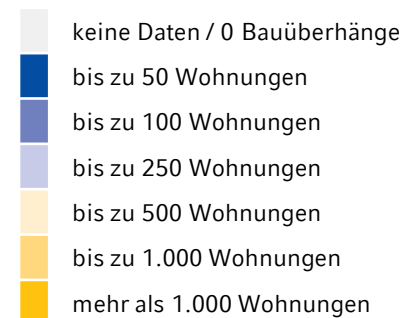 keine Daten / 0 Bauüberhänge
bis zu 50 Wohnungen
bis zu 100 Wohnungen
bis zu 250 Wohnungen
bis zu 500 Wohnungen
bis zu 1.000 Wohnungen
mehr als 1.000 Wohnungen